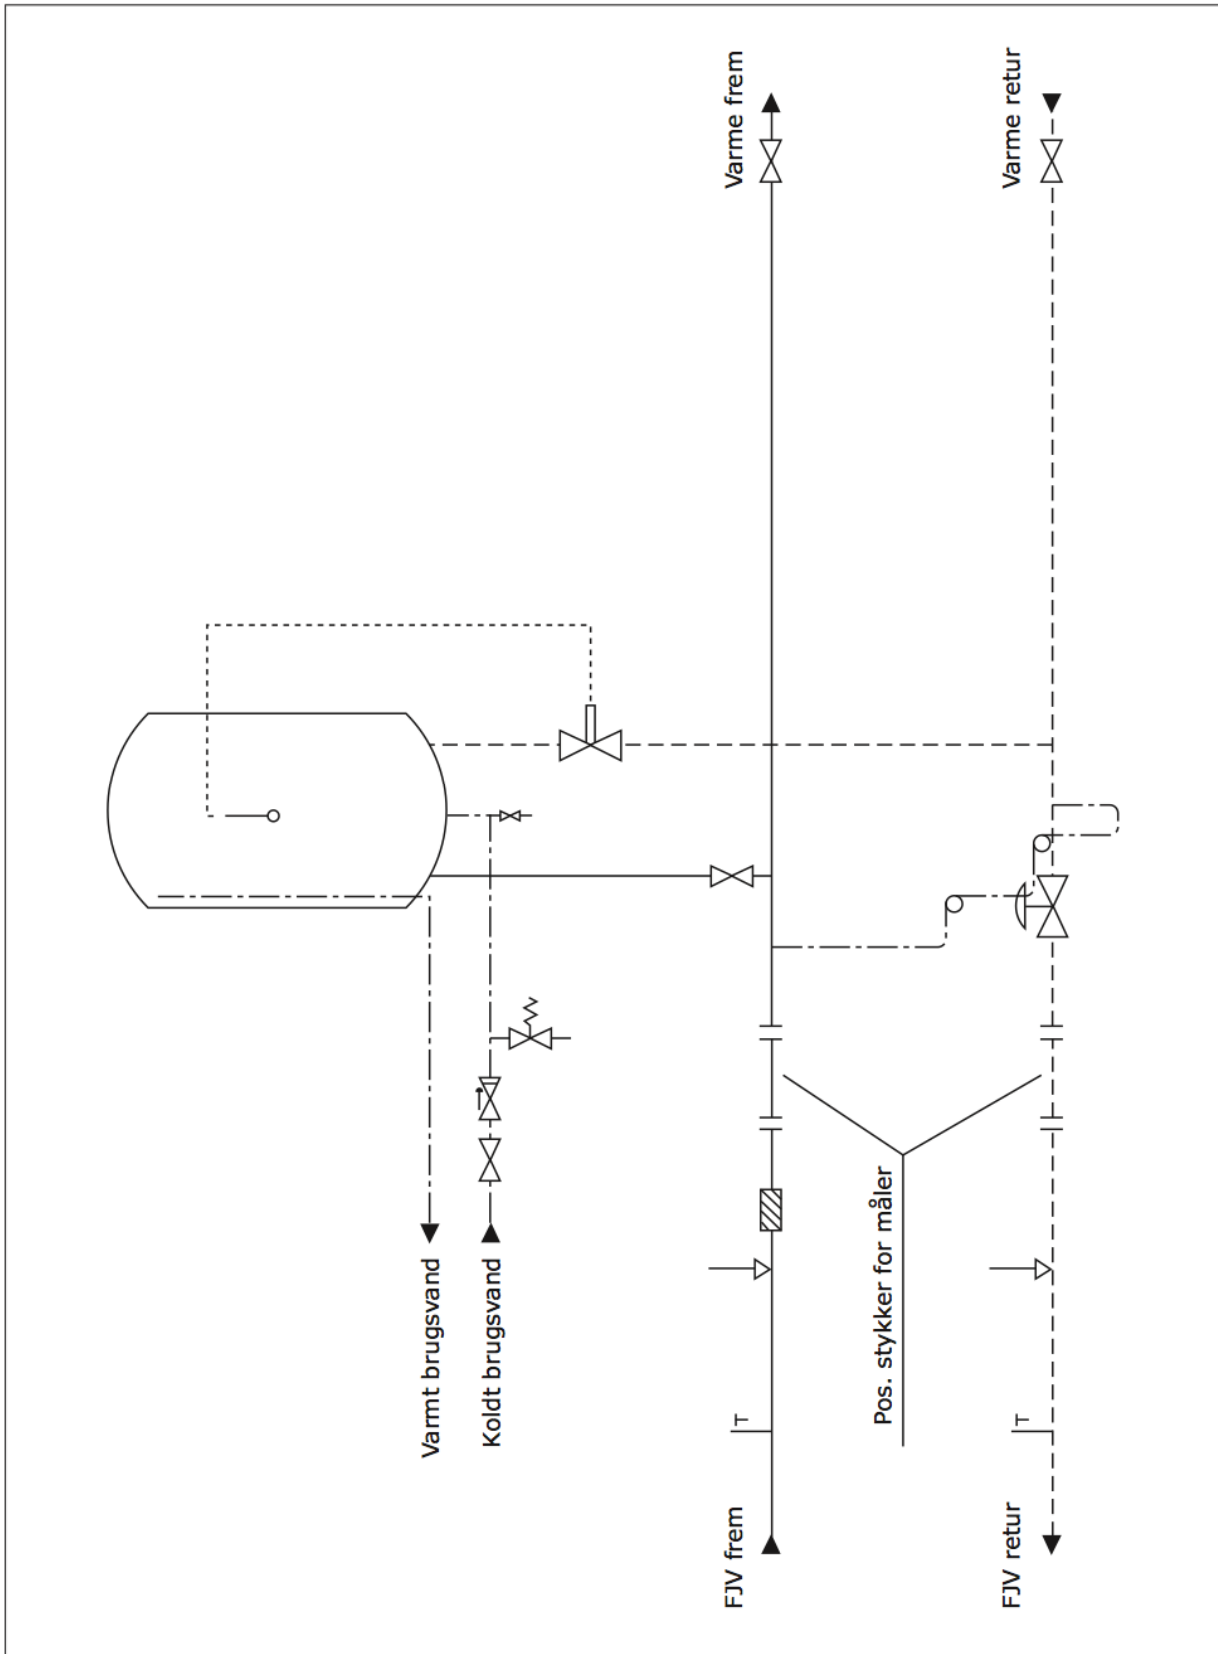 Varme frem
Varme retur
Varmt brugsvand
Koldt brugsvand
Pos. stykker for måler
T
T
FJV frem
FJV retur